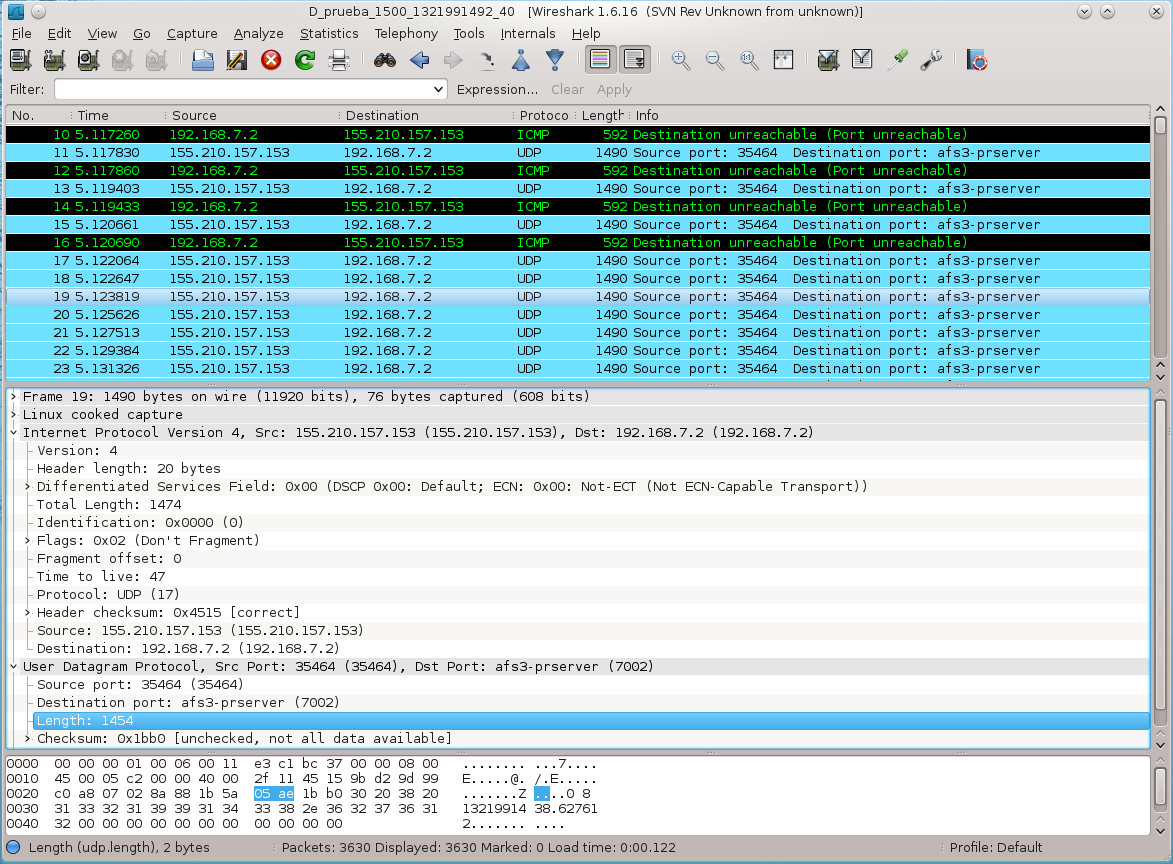 D_prueba_1500_1321991492_40   [Wireshark 1.6.16  (SVN Rev Unknown from unknown)]
File Edit View Go Capture Analyze Statistics Telephony Tools Internals Help
Filter: Expression... Clear Apply
No. Time Source Destination Protoco Length Info
10 5.117260 192.168.7.2 155.210.157.153 ICMP 592 Destination unreachable (Port unreachable)
11 5.117830 155.210.157.153 192.168.7.2 UDP 1490 Source port: 35464  Destination port: afs3-prserver
12 5.117860 192.168.7.2 155.210.157.153 ICMP 592 Destination unreachable (Port unreachable)
13 5.119403 155.210.157.153 192.168.7.2 UDP 1490 Source port: 35464  Destination port: afs3-prserver
14 5.119433 192.168.7.2 155.210.157.153 ICMP 592 Destination unreachable (Port unreachable)
15 5.120661 155.210.157.153 192.168.7.2 UDP 1490 Source port: 35464  Destination port: afs3-prserver
16 5.120690 192.168.7.2 155.210.157.153 ICMP 592 Destination unreachable (Port unreachable)
17 5.122064 155.210.157.153 192.168.7.2 UDP 1490 Source port: 35464  Destination port: afs3-prserver
18 5.122647 155.210.157.153 192.168.7.2 UDP 1490 Source port: 35464  Destination port: afs3-prserver
19 5.123819 155.210.157.153 192.168.7.2 UDP 1490 Source port: 35464  Destination port: afs3-prserver
20 5.125626 155.210.157.153 192.168.7.2 UDP 1490 Source port: 35464  Destination port: afs3-prserver
21 5.127513 155.210.157.153 192.168.7.2 UDP 1490 Source port: 35464  Destination port: afs3-prserver
22 5.129384 155.210.157.153 192.168.7.2 UDP 1490 Source port: 35464  Destination port: afs3-prserver
23 5.131326 155.210.157.153 192.168.7.2 UDP 1490 Source port: 35464  Destination port: afs3-prserver
Frame 19: 1490 bytes on wire (11920 bits), 76 bytes captured (608 bits)
Linux cooked capture
Internet Protocol Version 4, Src: 155.210.157.153 (155.210.157.153), Dst: 192.168.7.2 (192.168.7.2)
Version: 4
Header length: 20 bytes
Differentiated Services Field: 0x00 (DSCP 0x00: Default; ECN: 0x00: Not-ECT (Not ECN-Capable Transport))
Total Length: 1474
Identification: 0x0000 (0)
Flags: 0x02 (Don't Fragment)
Fragment offset: 0
Time to live: 47
Protocol: UDP (17)
Header checksum: 0x4515 [correct]
Source: 155.210.157.153 (155.210.157.153)
Destination: 192.168.7.2 (192.168.7.2)
User Datagram Protocol, Src Port: 35464 (35464), Dst Port: afs3-prserver (7002)
Source port: 35464 (35464)
Destination port: afs3-prserver (7002)
Length: 1454
Checksum: 0x1bb0 [unchecked, not all data available]
0000  00 00 00 01 00 06 00 11  e3 c1 bc 37 00 00 08 00   ........ ...7....
0010  45 00 05 c2 00 00 40 00  2f 11 45 15 9b d2 9d 99   E.....@. /.E.....
0020  c0 a8 07 02 8a 88 1b 5a  05 ae 1b b0 30 20 38 20   .......Z ....0 8
0030  31 33 32 31 39 39 31 34  33 38 2e 36 32 37 36 31   13219914 38.62761
0040  32 00 00 00 00 00 00 00  00 00 00 00   2....... ....
Length (udp.length), 2 bytes Packets: 3630 Displayed: 3630 Marked: 0 Load time: 0:00.122 Profile: Default